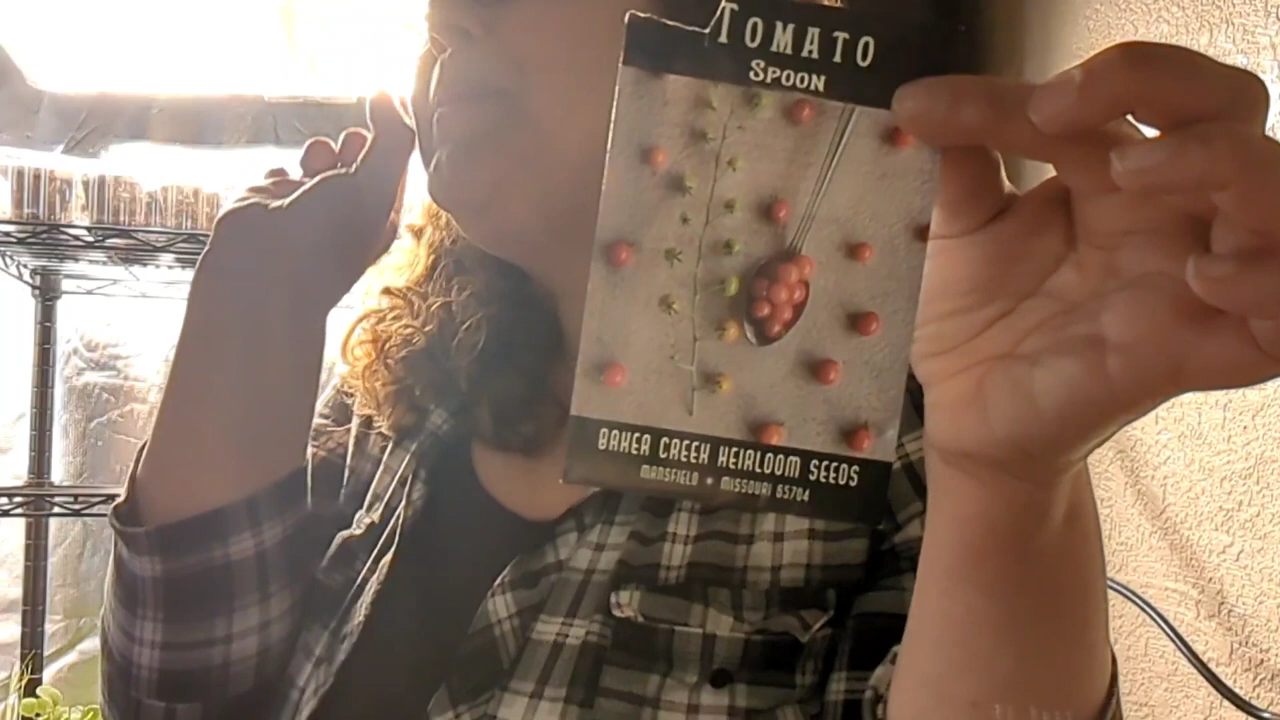 TOMATO
SPOON
BAKER CREEK HEIRLOOM SEEDS
MANSFIELD • MISSOURI 65704